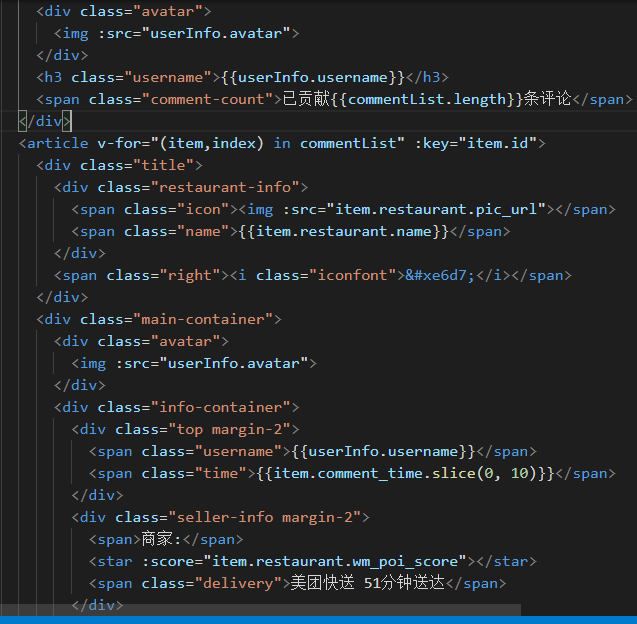 <div class="avatar">
<img :src="userInfo.avatar">
</div>
<h3 class="username">{{userInfo.username}}</h3>
<span class="comment-count">已贡献{{commentList.length}}条评论</span>
</div>
<article v-for="(item,index) in commentList" :key="item.id">
<div class="title">
<div class="restaurant-info">
<span class="icon"><img :src="item.restaurant.pic_url"></span>
<span class="name">{{item.restaurant.name}}</span>
</div>
<span class="right"><i class="iconfont">&#xe6d7;</i></span>
</div>
<div class="main-container">
<div class="avatar">
<img :src="userInfo.avatar">
</div>
<div class="info-container">
<div class="top margin-2">
<span class="username">{{userInfo.username}}</span>
<span class="time">{{item.comment_time.slice(0, 10)}}</span>
</div>
<div class="seller-info margin-2">
<span>商家:</span>
<star :score="item.restaurant.wm_poi_score"></star>
<span class="delivery">美团快送 51分钟送达</span>
</div>